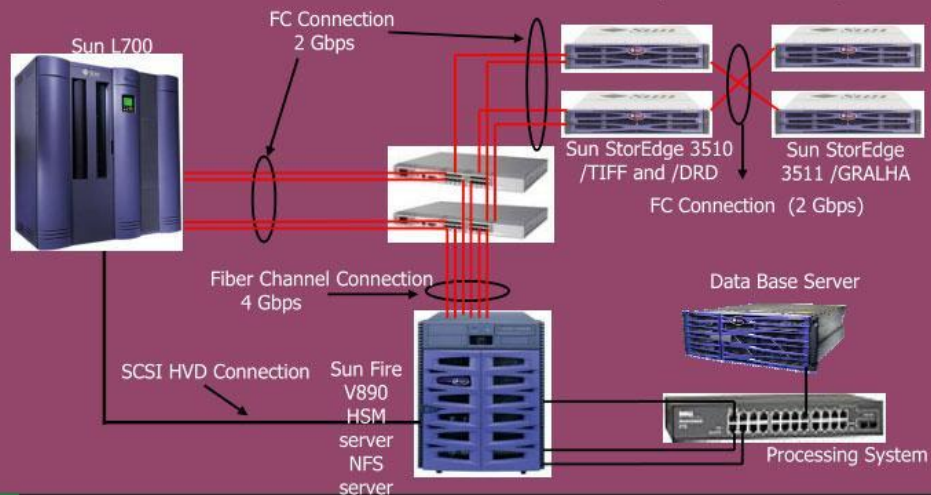 FC Connection
2 Gbps
Sun L700
Sun StorEdge 3510
/TIFF and /DRD
Sun StorEdge
3511 /GRALHA
FC Connection (2 Gbps)
Fiber Channel Connection
4 Gbps
Data Base Server
SCSI HVD Connection
Sun Fire
V890
HSM
server
NFS
server
Processing System